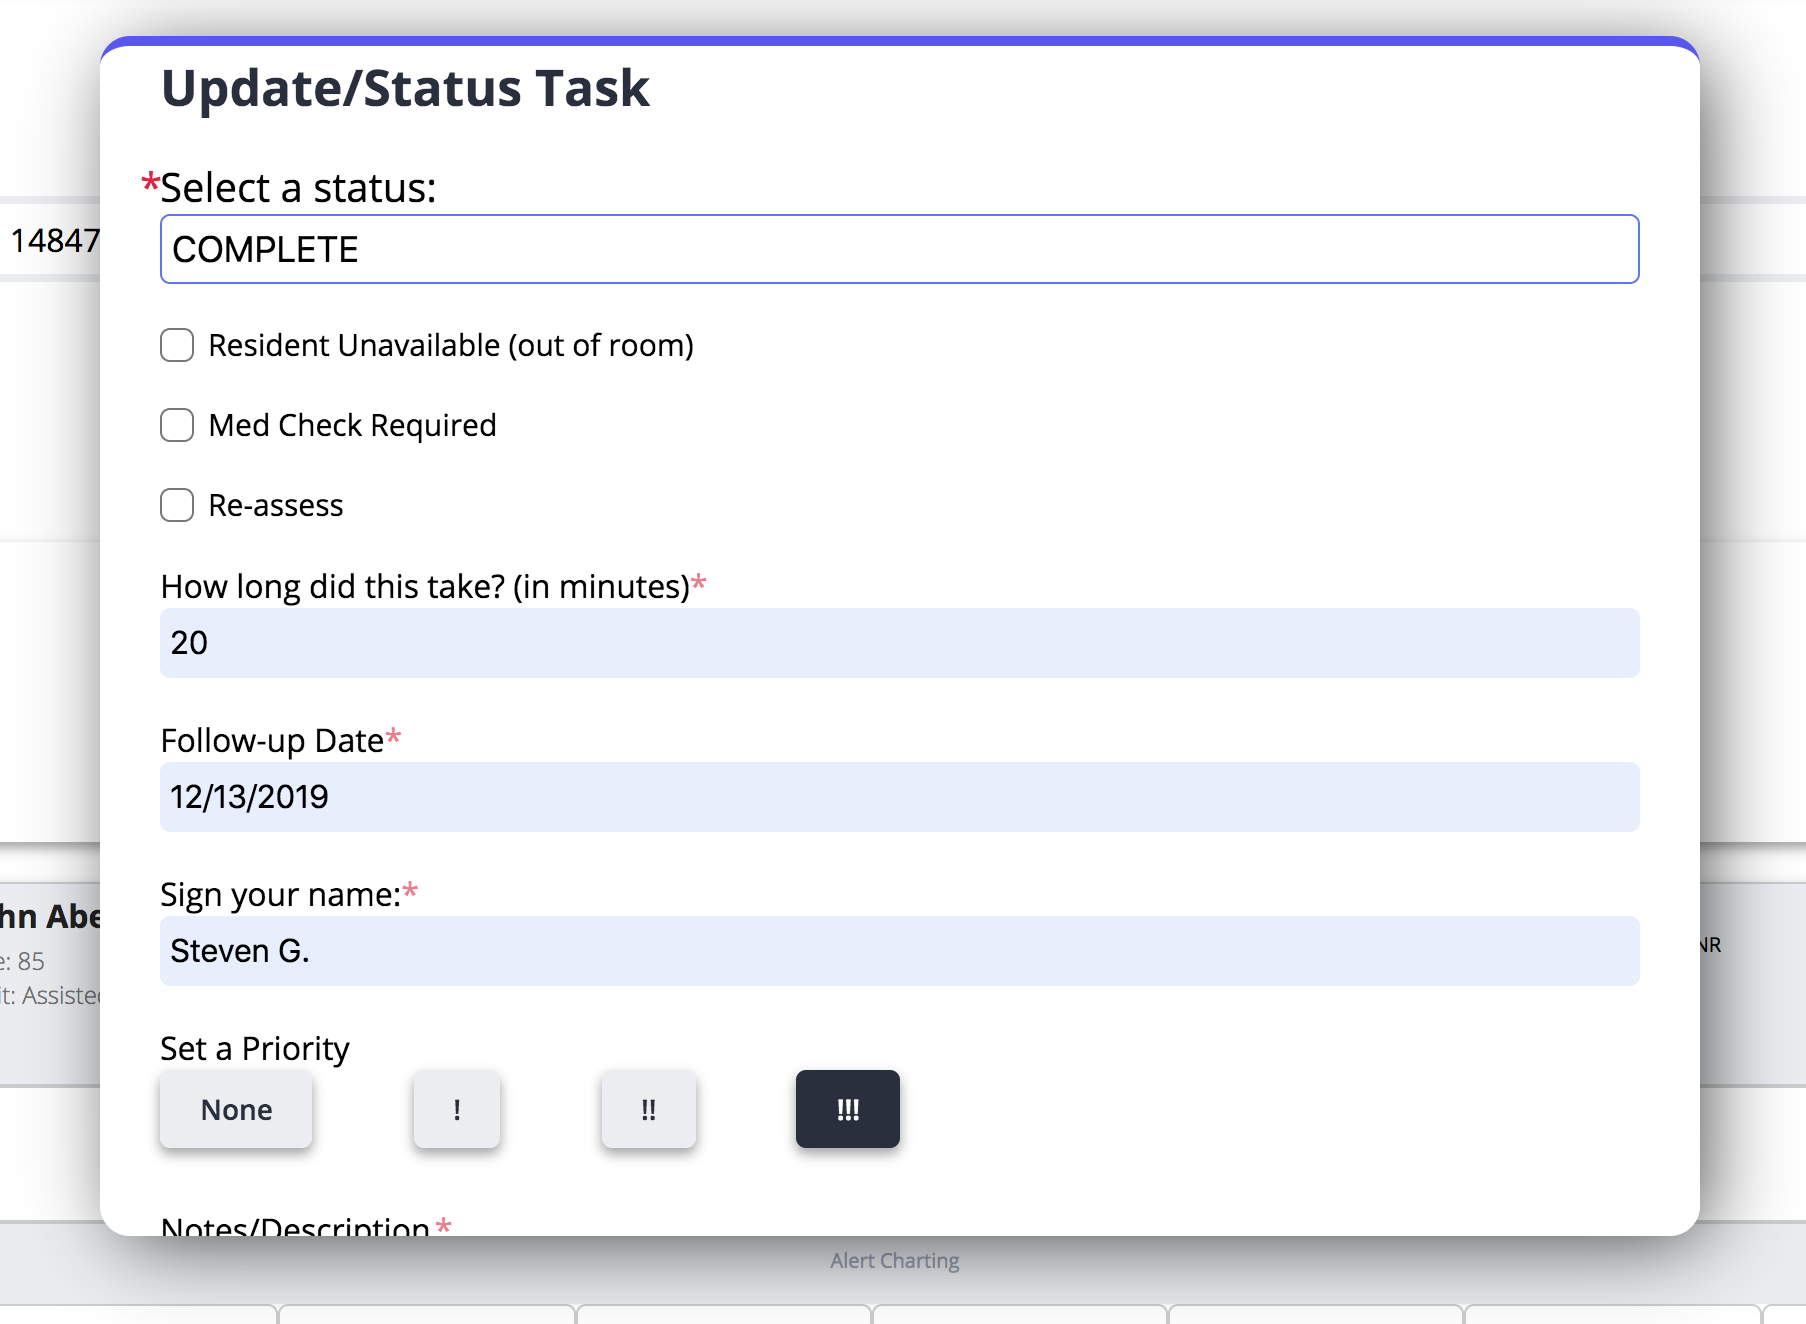 Update/Status Task
*Select a status:
14847
COMPLETE
Resident Unavailable (out of room)
Med Check Required
Re-assess
How long did this take? (in minutes)*
20
Follow-up Date*
12/13/2019
Sign your name:*
hn Abe
Steven G.
NR
e: 85
it: Assisted
Set a Priority
None ! !! !!!
Notes/Description*
Alert Charting